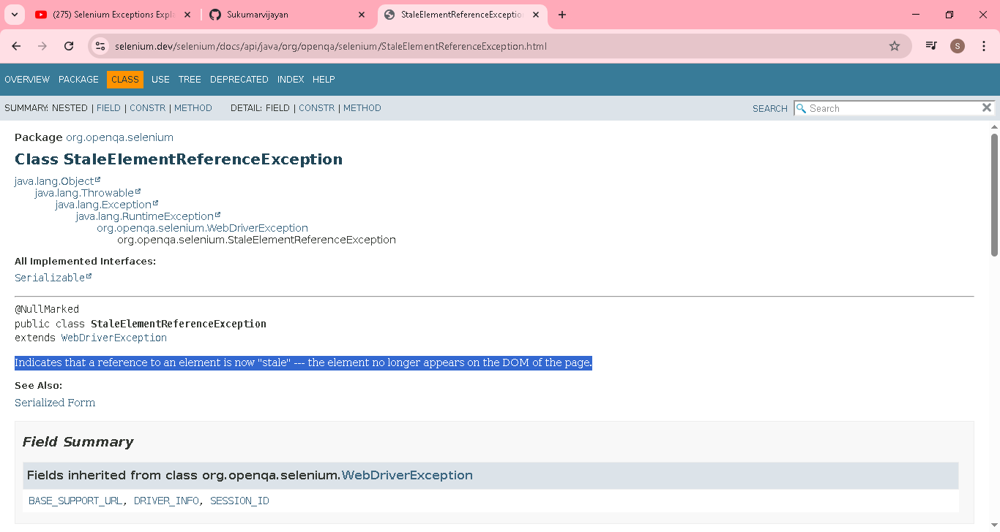 (275) Selenium Exceptions Expla
Sukumarvijayan
StaleElementReferenceException
selenium.dev/selenium/docs/api/java/org/openqa/selenium/StaleElementReferenceException.html
S
OVERVIEW PACKAGE CLASS USE TREE DEPRECATED INDEX HELP
SUMMARY: NESTED | FIELD | CONSTR | METHOD DETAIL: FIELD | CONSTR | METHOD
SEARCH Search
Package org.openqa.selenium
Class StaleElementReferenceException
java.lang.Object
java.lang.Throwable
java.lang.Exception
java.lang.RuntimeException
org.openqa.selenium.WebDriverException
org.openqa.selenium.StaleElementReferenceException
All Implemented Interfaces:
Serializable
@NullMarked
public class StaleElementReferenceException
extends WebDriverException
Indicates that a reference to an element is now "stale" --- the element no longer appears on the DOM of the page.
See Also:
Serialized Form
Field Summary
Fields inherited from class org.openqa.selenium.WebDriverException
BASE_SUPPORT_URL, DRIVER_INFO, SESSION_ID